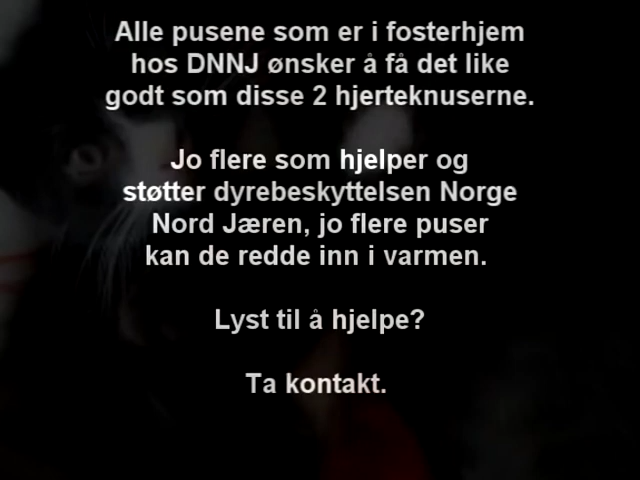 Alle pusene som er i fosterhjem
hos DNNJ ønsker å få det like
godt som disse 2 hjerteknuserne.
Jo flere som hjelper og
støtter dyrebeskyttelsen Norge
Nord Jæren, jo flere puser
kan de redde inn i varmen.
Lyst til å hjelpe?
Ta kontakt.